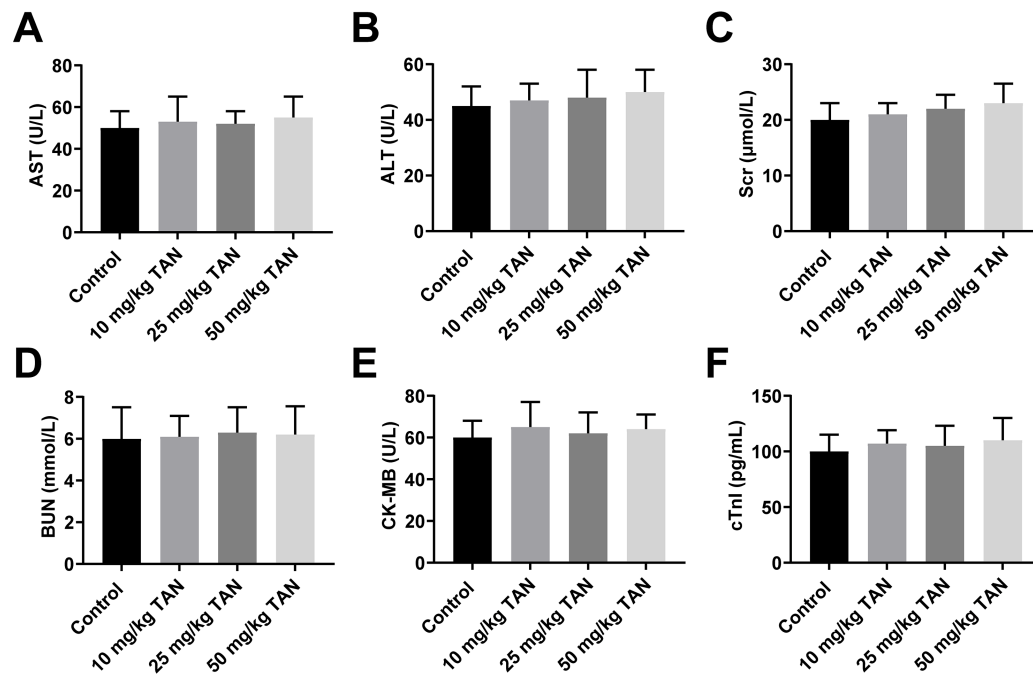 A
AST (U/L)
80
60
40
20
0
Control
10 mg/kg TAN
25 mg/kg TAN
50 mg/kg TAN
B
ALT (U/L)
60
40
20
0
Control
10 mg/kg TAN
25 mg/kg TAN
50 mg/kg TAN
C
Scr (μmol/L)
30
20
10
0
Control
10 mg/kg TAN
25 mg/kg TAN
50 mg/kg TAN
D
BUN (mmol/L)
8
6
4
2
0
Control
10 mg/kg TAN
25 mg/kg TAN
50 mg/kg TAN
E
CK-MB (U/L)
80
60
40
20
0
Control
10 mg/kg TAN
25 mg/kg TAN
50 mg/kg TAN
F
cTnI (pg/mL)
150
100
50
0
Control
10 mg/kg TAN
25 mg/kg TAN
50 mg/kg TAN